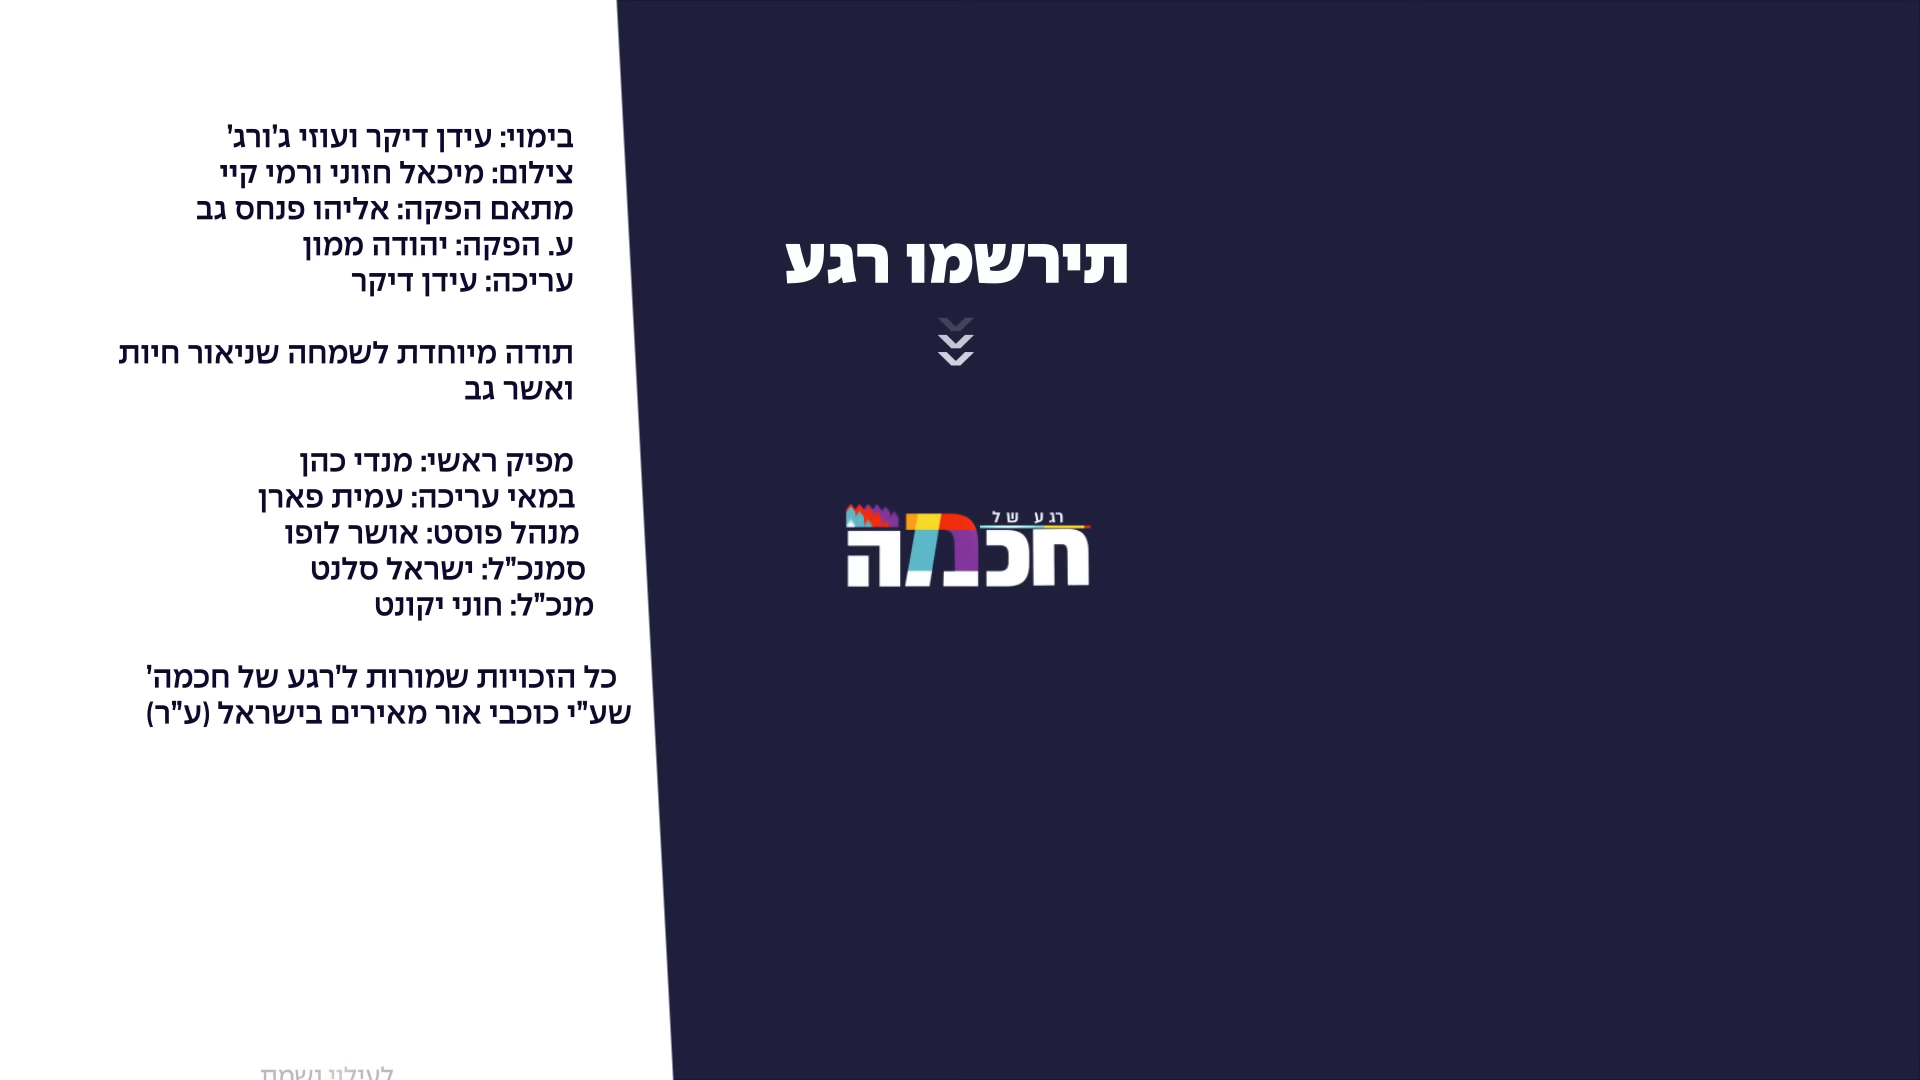 בימוי: עידן דיקר ועוזי ג'ורג'
צילום: מיכאל חזוני ורמי קיי
מתאם הפקה: אליהו פנחס גב
ע. הפקה: יהודה ממון
עריכה: עידן דיקר
תודה מיוחדת לשמחה שניאור חיות
ואשר גב
מפיק ראשי: מנדי כהן
במאי עריכה: עמית פארן
מנהל פוסט: אושר לופו
סמנכ"ל: ישראל סלנט
מנכ"ל: חוני יקונט
כל הזכויות שמורות ל'רגע של חכמה'
שע"י כוכבי אור מאירים בישראל (ע"ר)
לעילוי נשמת
תירשמו רגע
רגע של
חכמה